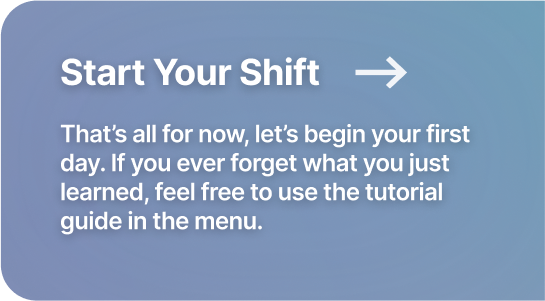 Start Your Shift →
That’s all for now, let’s begin your first
day. If you ever forget what you just
learned, feel free to use the tutorial
guide in the menu.